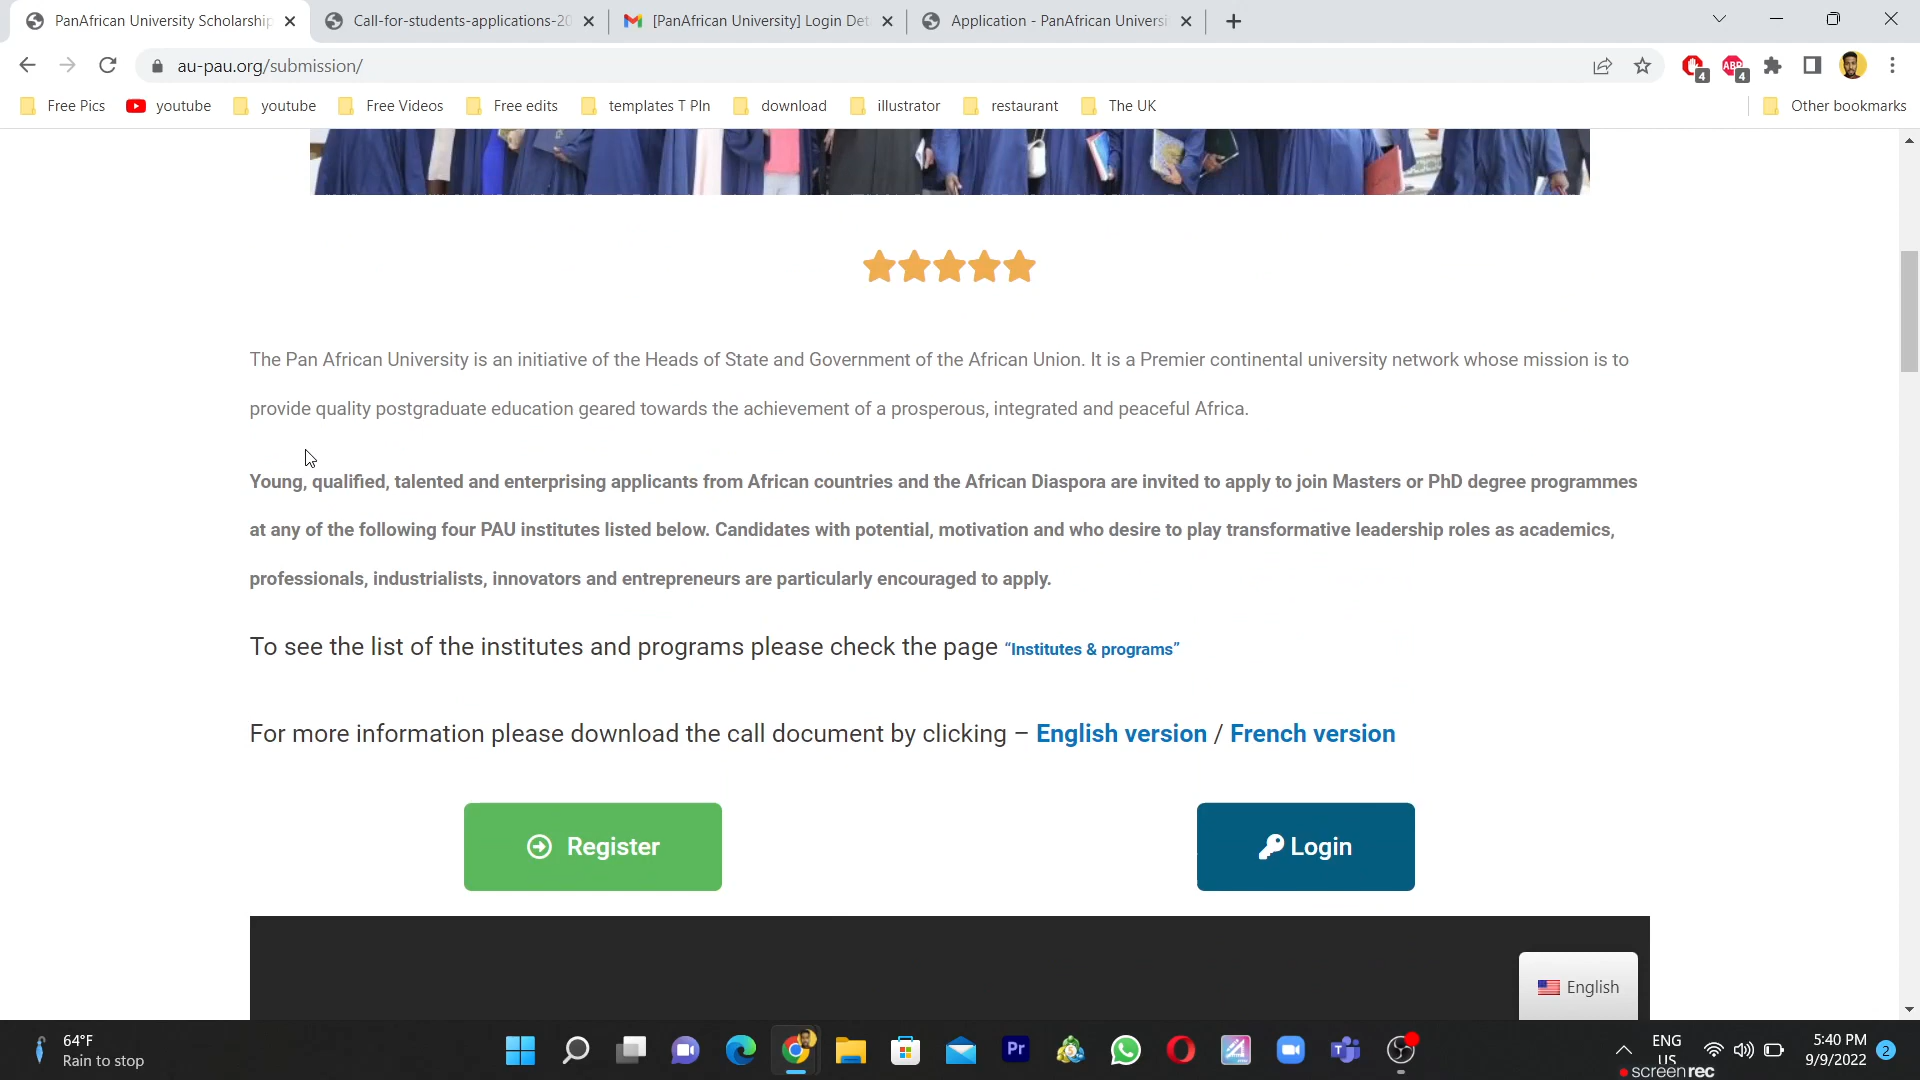 PanAfrican University Scholarship
Call-for-students-applications-20
[PanAfrican University] Login Det
Application - PanAfrican Universi
au-pau.org/submission/
4
ABP
4
Free Pics
youtube
youtube
Free Videos
Free edits
templates T Pln
download
illustrator
restaurant
The UK
Other bookmarks
The Pan African University is an initiative of the Heads of State and Government of the African Union. It is a Premier continental university network whose mission is to
provide quality postgraduate education geared towards the achievement of a prosperous, integrated and peaceful Africa.
Young, qualified, talented and enterprising applicants from African countries and the African Diaspora are invited to apply to join Masters or PhD degree programmes
at any of the following four PAU institutes listed below. Candidates with potential, motivation and who desire to play transformative leadership roles as academics,
professionals, industrialists, innovators and entrepreneurs are particularly encouraged to apply.
To see the list of the institutes and programs please check the page “Institutes & programs”
For more information please download the call document by clicking – English version / French version
Register
Login
English
64°F
Rain to stop
Pr
ENG
US
5:40 PM
9/9/2022
2
screen rec